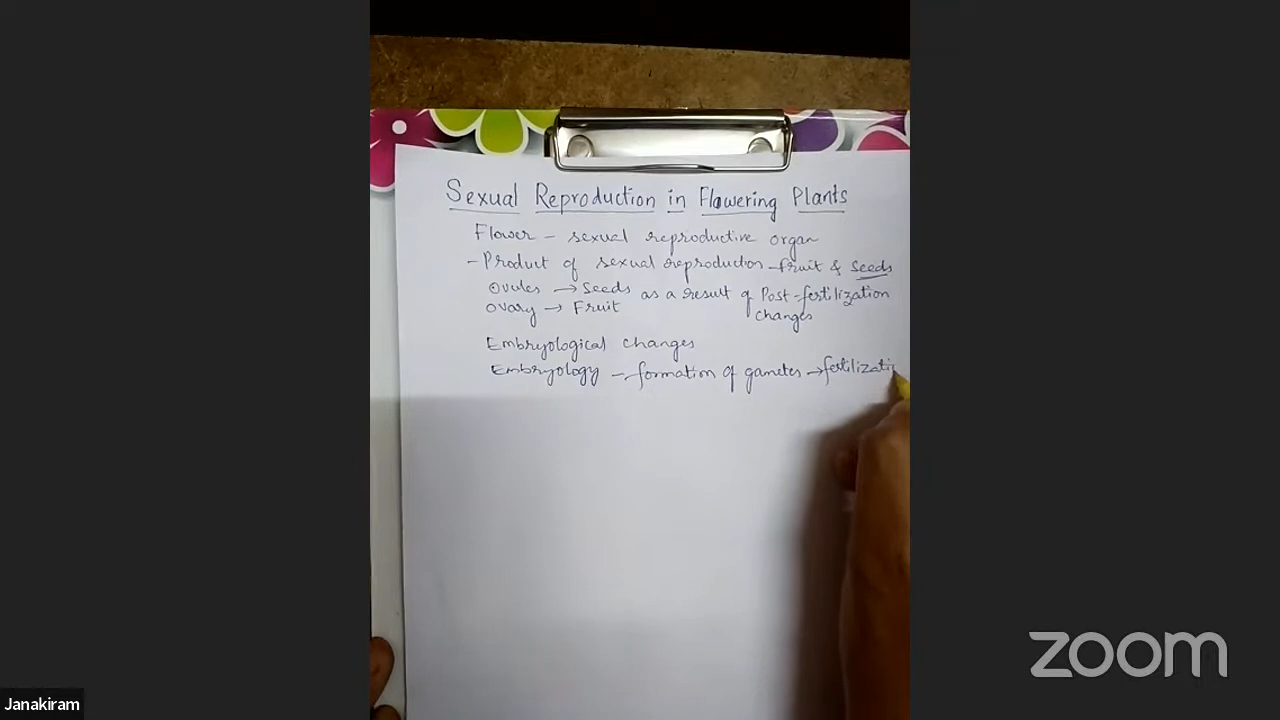 Sexual Reproduction in Flowering Plants
Flower - sexual reproductive organ
- Product of sexual reproduction - fruit & seeds
Ovules → Seeds as a result of Post-fertilization
Ovary → Fruit changes
Embryological changes
Embryology - formation of gametes → fertilizati
zoom
Janakiram